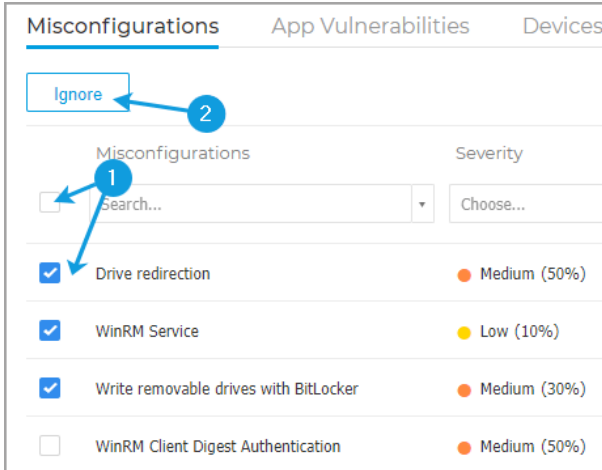 Misconfigurations App Vulnerabilities Devices
Ignore
2
Misconfigurations Severity
1
Search... Choose...
Drive redirection Medium (50%)
WinRM Service Low (10%)
Write removable drives with BitLocker Medium (30%)
WinRM Client Digest Authentication Medium (50%)